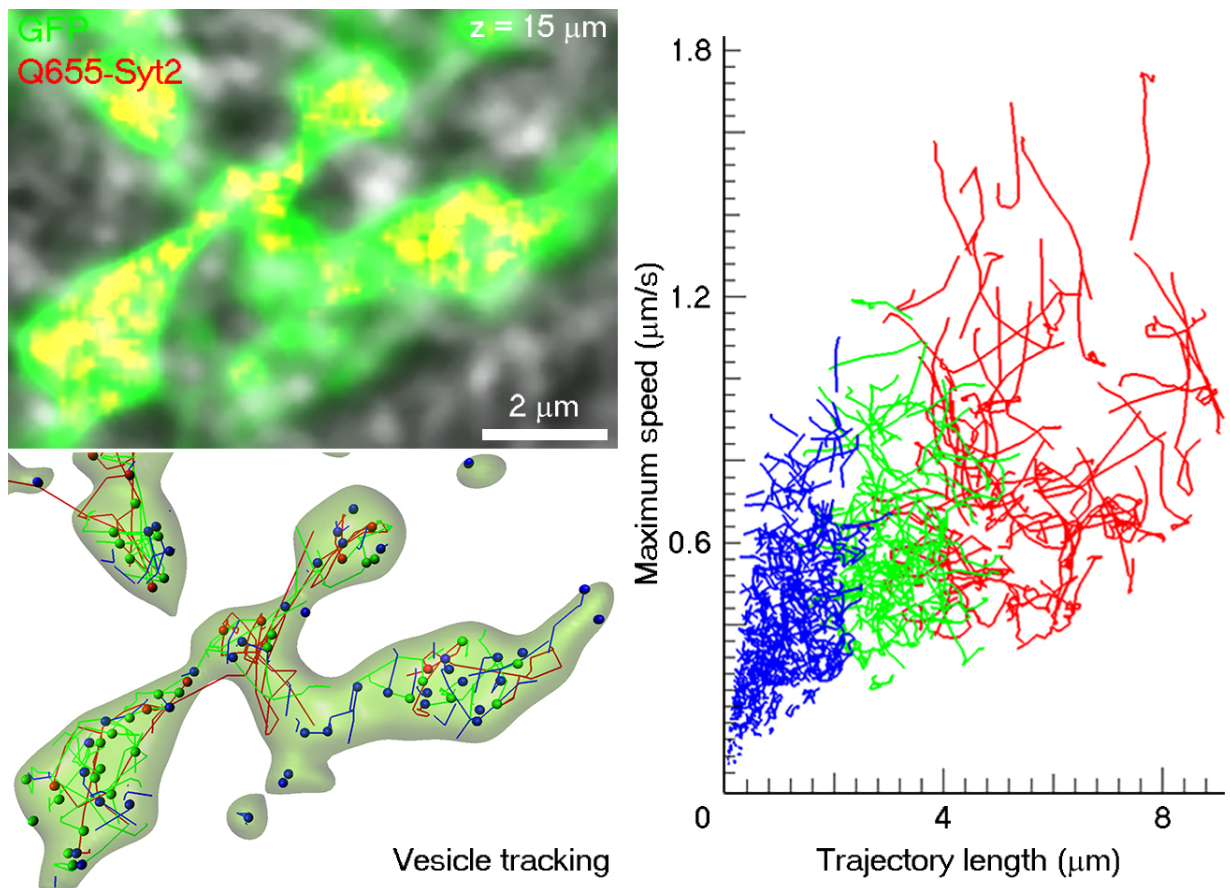 GFP
Q655-Syt2
z = 15 μm
2 μm
Vesicle tracking
Maximum speed (μm/s)
1.8
1.2
0.6
0
4
8
Trajectory length (μm)